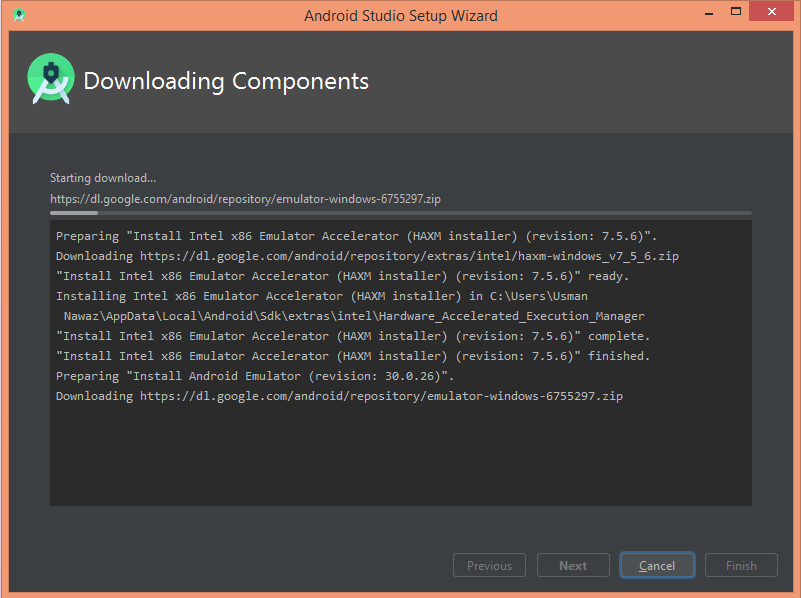 Android Studio Setup Wizard
Downloading Components
Starting download...
https://dl.google.com/android/repository/emulator-windows-6755297.zip
Preparing "Install Intel x86 Emulator Accelerator (HAXM installer) (revision: 7.5.6)".
Downloading https://dl.google.com/android/repository/extras/intel/haxm-windows_v7_5_6.zip
"Install Intel x86 Emulator Accelerator (HAXM installer) (revision: 7.5.6)" ready.
Installing Intel x86 Emulator Accelerator (HAXM installer) in C:\Users\Usman
Nawaz\AppData\Local\Android\Sdk\extras\intel\Hardware_Accelerated_Execution_Manager
"Install Intel x86 Emulator Accelerator (HAXM installer) (revision: 7.5.6)" complete.
"Install Intel x86 Emulator Accelerator (HAXM installer) (revision: 7.5.6)" finished.
Preparing "Install Android Emulator (revision: 30.0.26)".
Downloading https://dl.google.com/android/repository/emulator-windows-6755297.zip
Previous Next Cancel Finish